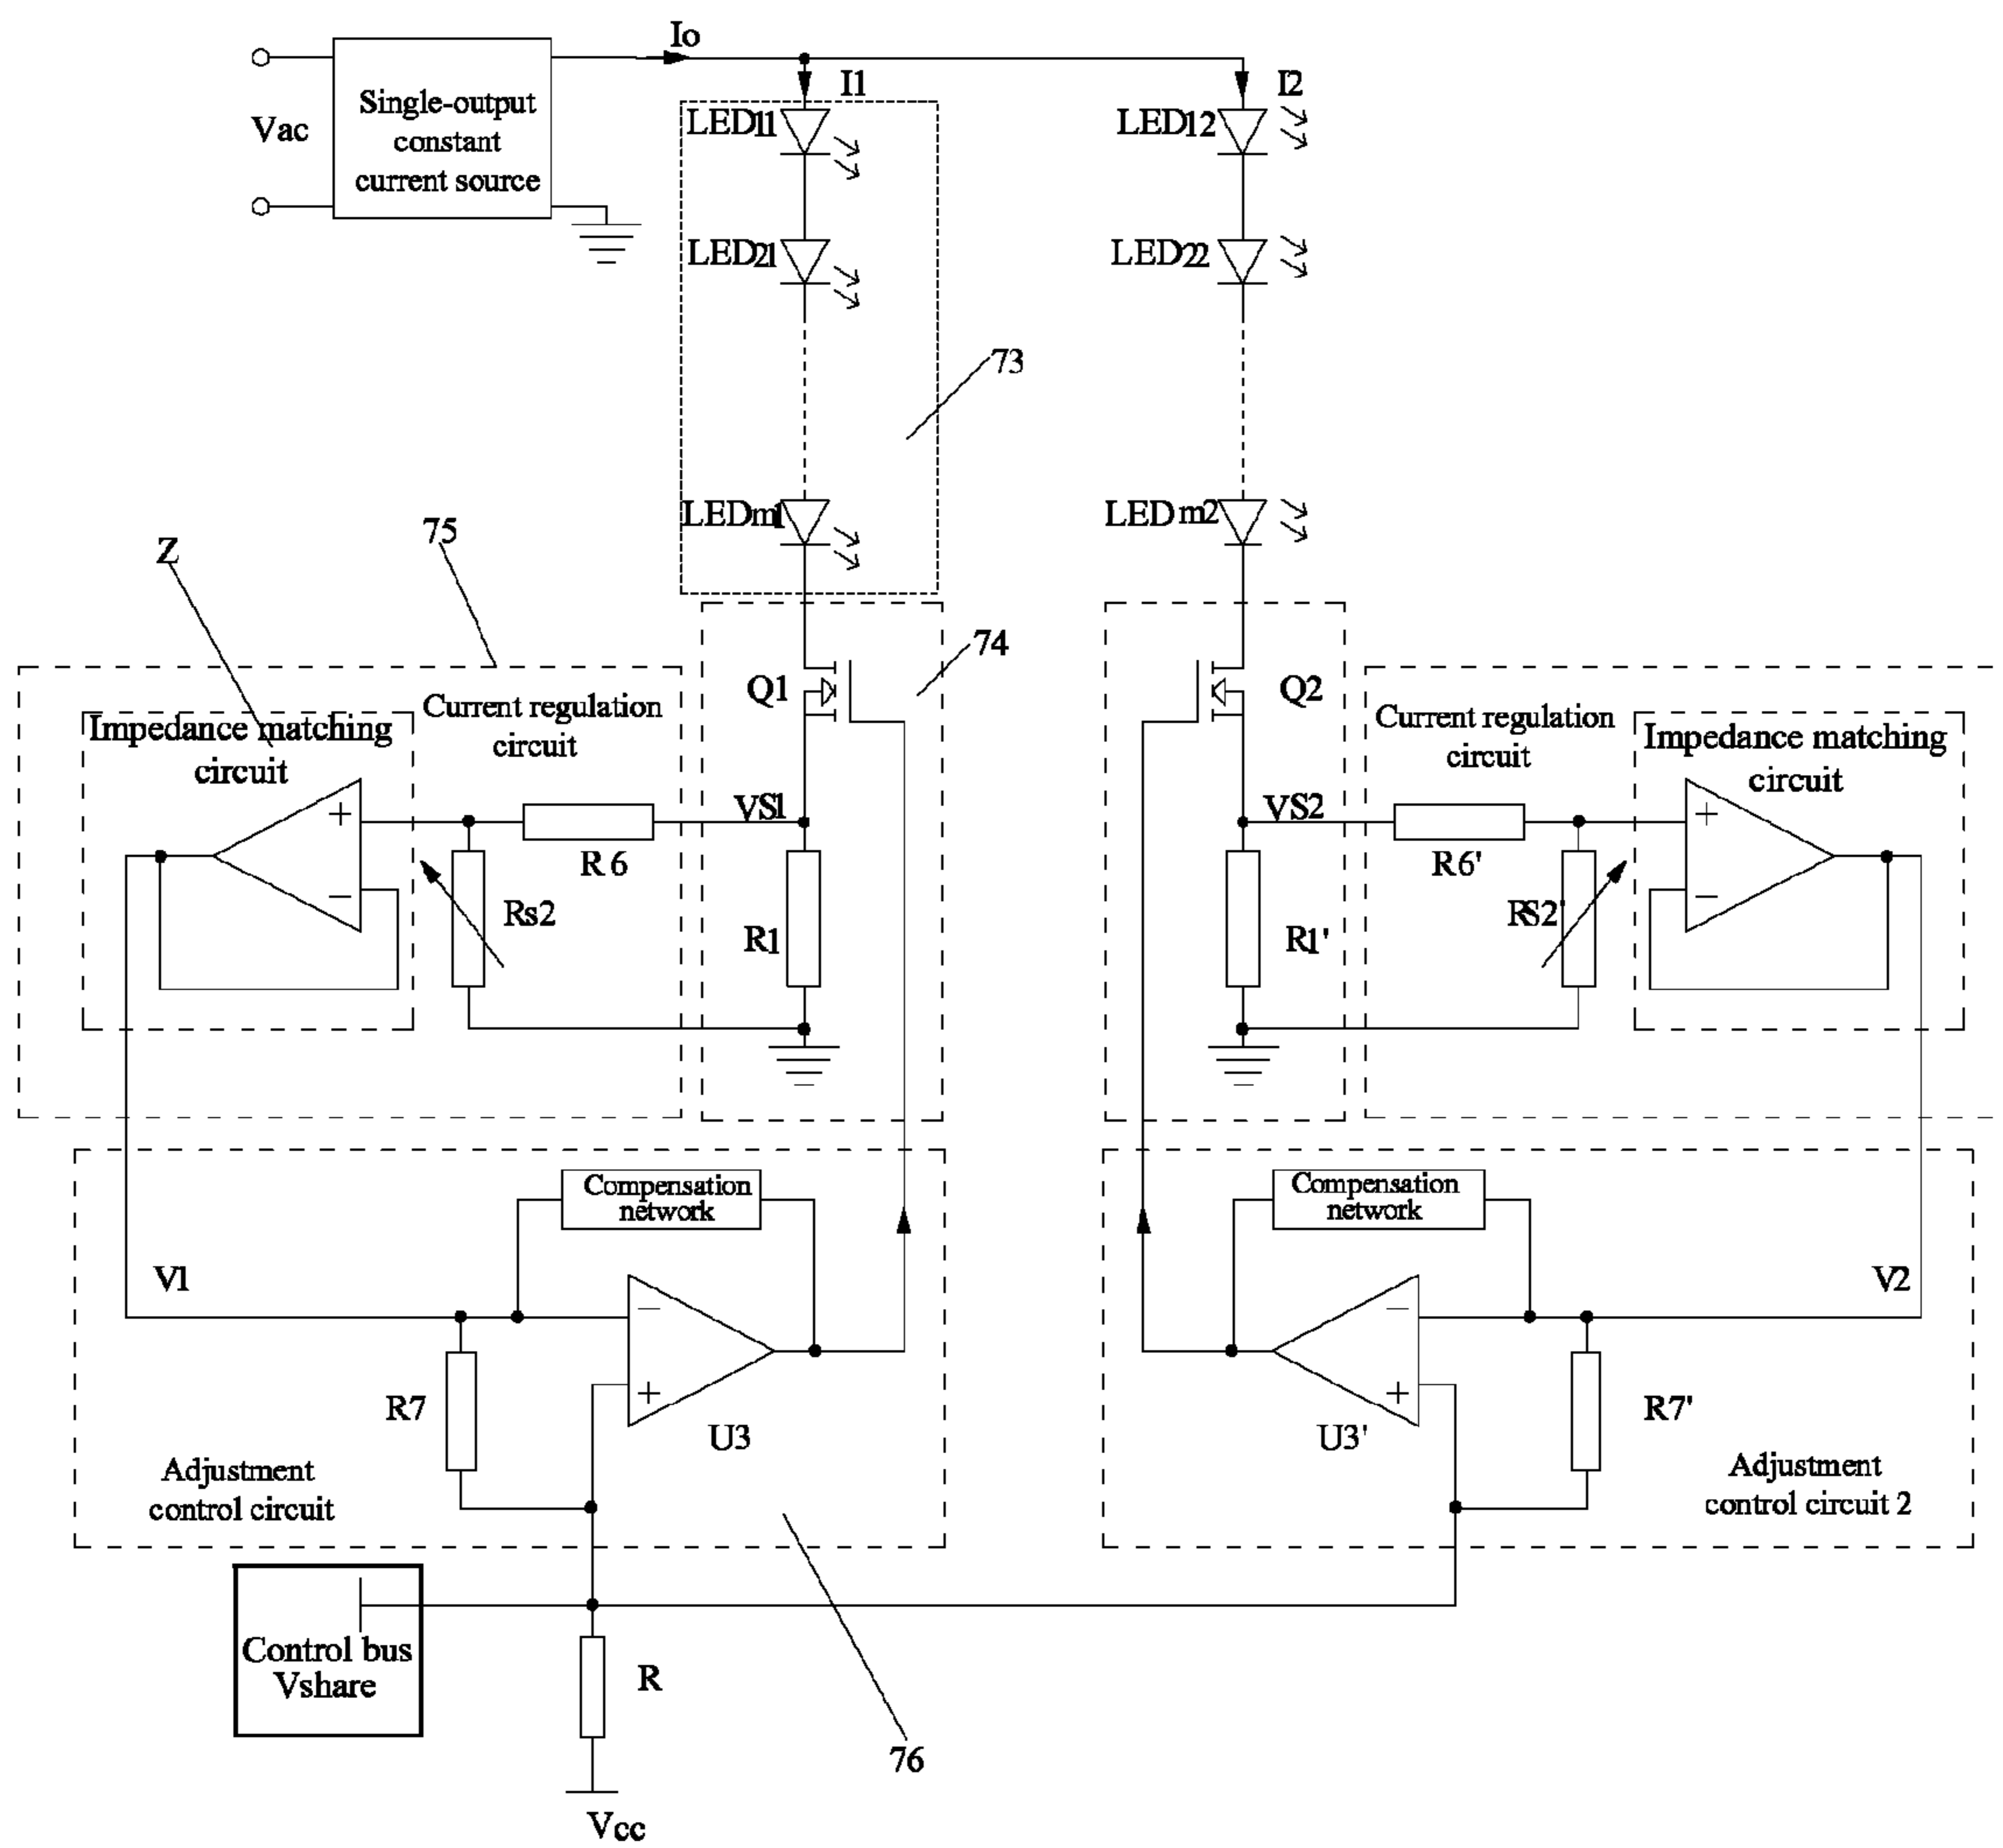 Io
I1
I2
Vac
Single-output
constant
current source
LED11
LED12
LED21
LED22
73
LEDm1
LEDm2
75
Z
74
Q1
Q2
Current regulation
circuit
Impedance matching
circuit
Current regulation
circuit
Impedance matching
circuit
+
VS1
VS2
+
R6
R6'
−
Rs2
R1
R1'
RS2'
−
Compensation
network
Compensation
network
V1
V2
−
−
R7
+
U3
+
U3'
R7'
Adjustment
control circuit
Adjustment
control circuit 2
Control bus
Vshare
R
76
Vcc